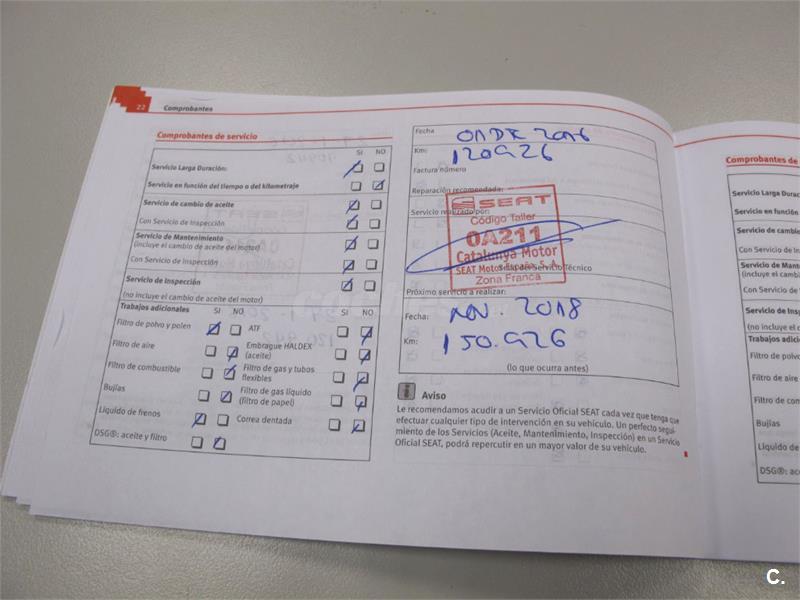 22
Comprobantes
Comprobantes de servicio
SI NO
Servicio Larga Duración:
Servicio en función del tiempo o del kilometraje
Servicio de cambio de aceite
Con Servicio de Inspección
Servicio de Mantenimiento
(incluye el cambio de aceite del motor)
Con Servicio de Inspección
Servicio de Inspección
(no incluye el cambio de aceite del motor)
Trabajos adicionales
SI NO
SI NO
Filtro de polvo y polen
ATF
Filtro de aire
Embrague HALDEX
(aceite)
Filtro de combustible
Filtro de gas y tubos
flexibles
Bujías
Filtro de gas líquido
(filtro de papel)
Líquido de frenos
Correa dentada
DSG®: aceite y filtro
Fecha
2016
Km:
120926
Factura número
Reparación recomendada:
Servicio realizado por:
SEAT
Código Taller
0A211
Catalunya Motor
SEAT Motor España S.A.
Zona Franca
Servicio Técnico
Próximo servicio a realizar:
Fecha: NOV. 2018
Km: 150.926
(lo que ocurra antes)
Aviso
Le recomendamos acudir a un Servicio Oficial SEAT cada vez que tenga que
efectuar cualquier tipo de intervención en su vehículo. Un perfecto segui-
miento de los Servicios (Aceite, Mantenimiento, Inspección) en un Servicio
Oficial SEAT, podrá repercutir en un mayor valor de su vehículo.
Comprobantes de
Servicio Larga Durac
Servicio en función
Servicio de cambio
Con Servicio de Ins
Servicio de Man
(incluye el camb
Con Servicio de
Servicio de Insp
(no incluye el c
Trabajos adici
Filtro de polvo
Filtro de aire
Filtro de com
Bujías
Líquido de
DSG®: ace
C.